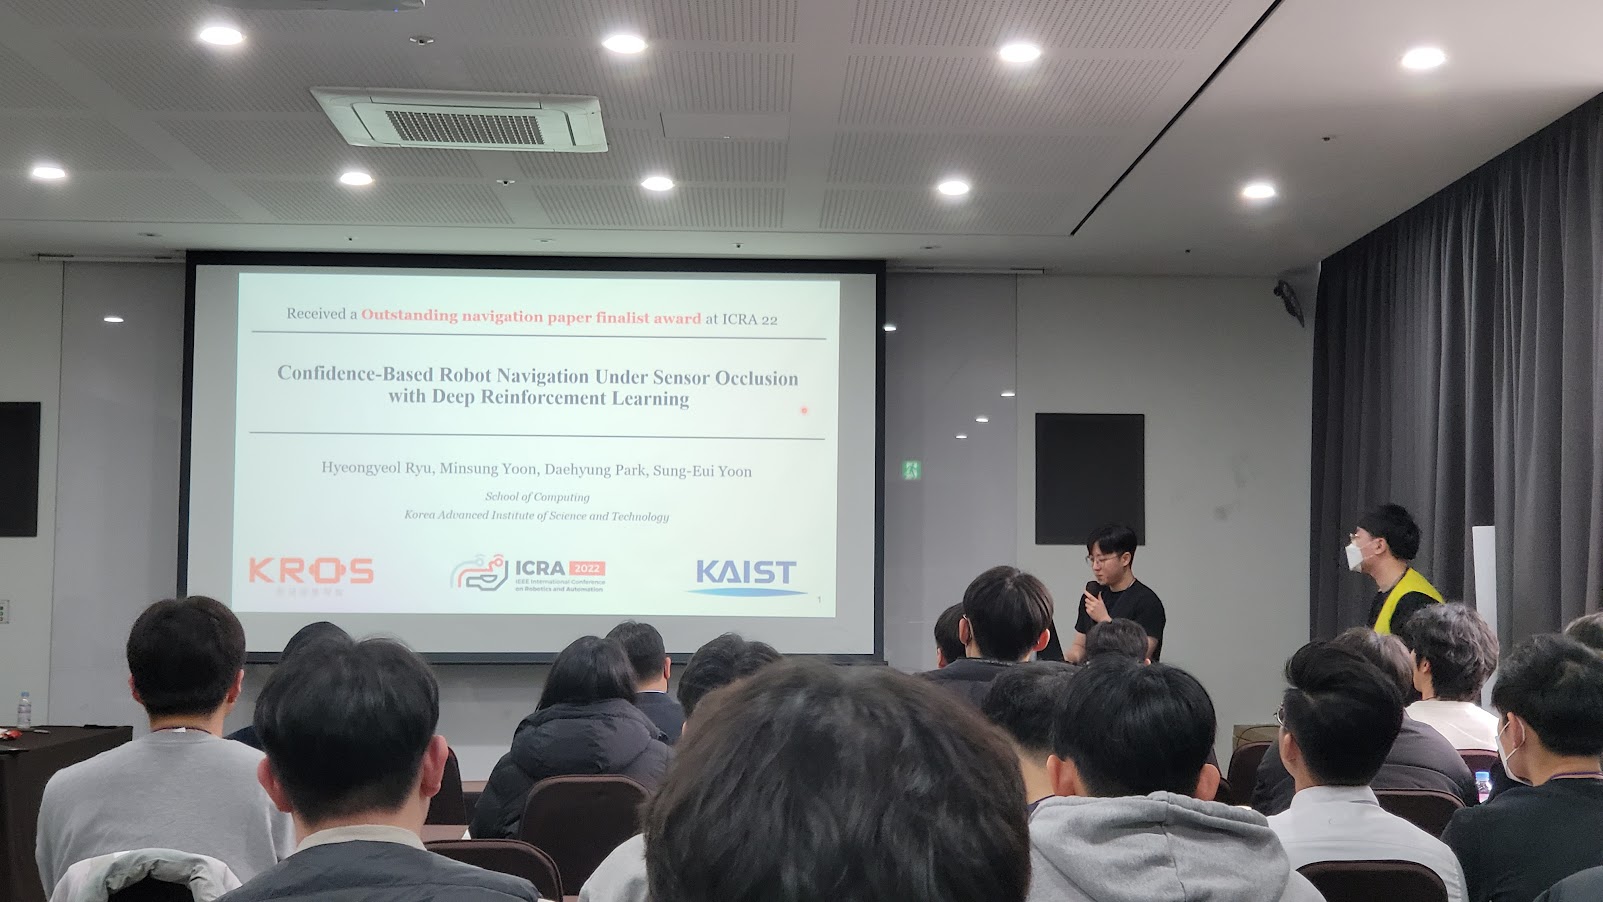 Received a Outstanding navigation paper finalist award at ICRA 22
Confidence-Based Robot Navigation Under Sensor Occlusion
with Deep Reinforcement Learning
Hyeongyeol Ryu, Minsung Yoon, Daehyung Park, Sung-Eui Yoon
School of Computing
Korea Advanced Institute of Science and Technology
KROS
ICRA 2022
IEEE International Conference
on Robotics and Automation
KAIST
1